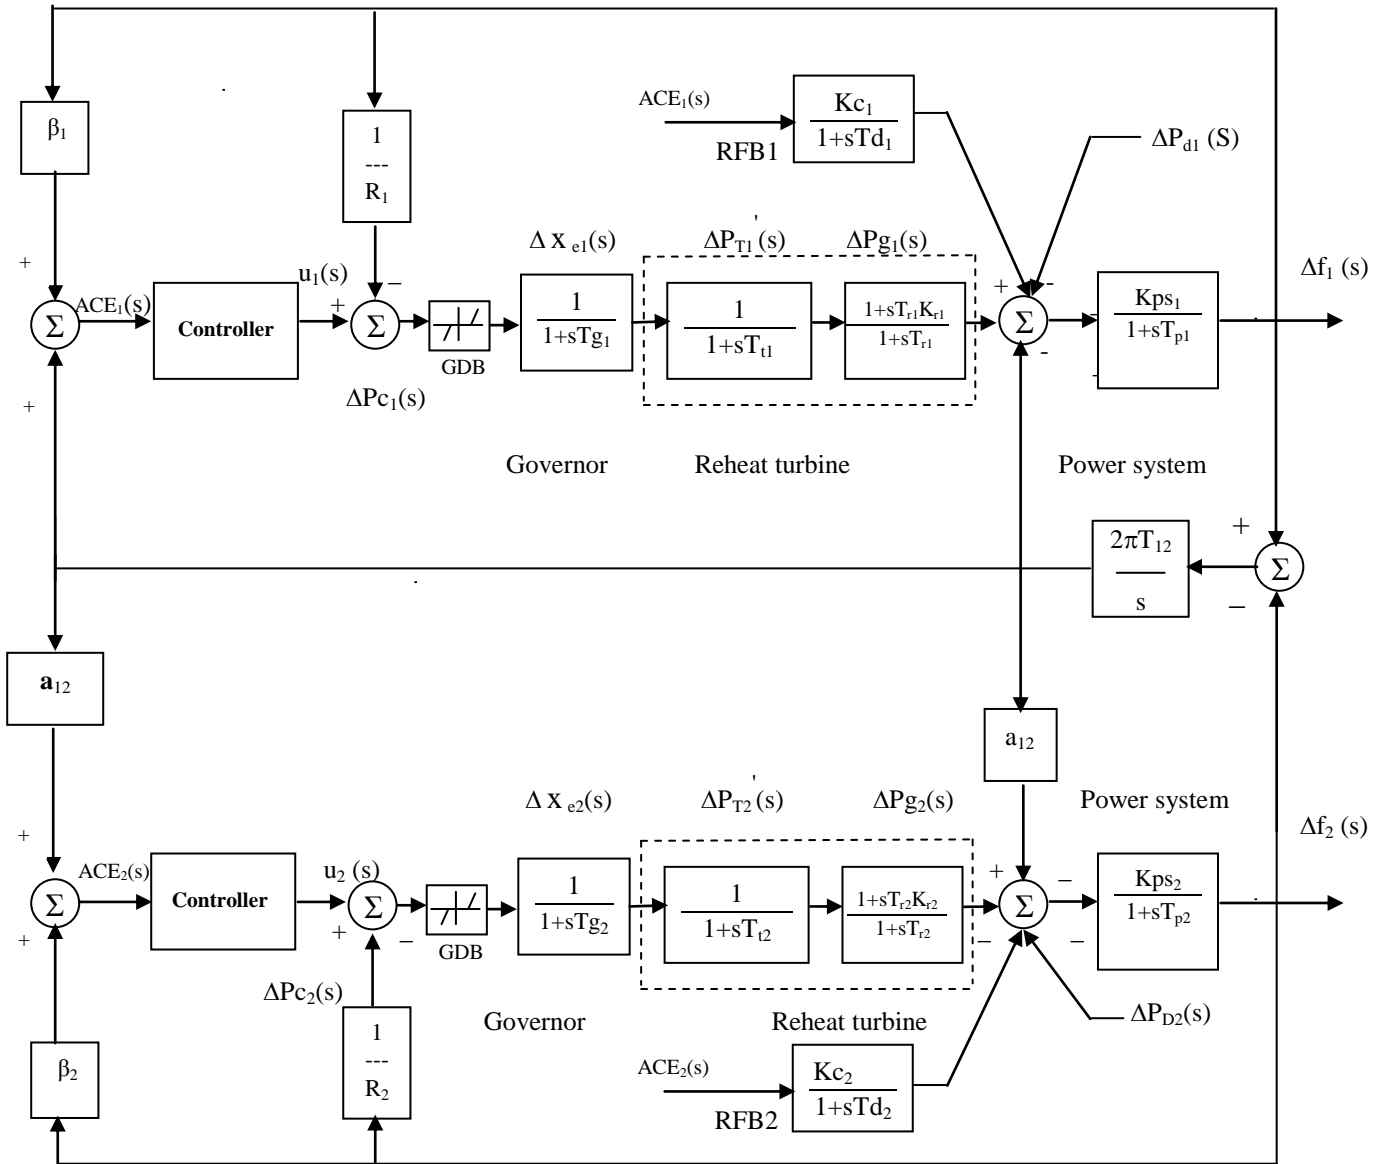 β1
1
---
R1
ACE1(s)
RFB1
Kc1
1+sTd1
ΔPd1 (S)
Δ x e1(s)
ΔPT1'(s)
ΔPg1(s)
Δf1 (s)
+
Σ
ACE1(s)
Controller
u1(s)
+
−
Σ
GDB
1
1+sTg1
1
1+sTt1
1+sTr1Kr1
1+sTr1
+
-
Σ
-
-
-
Kps1
1+sTp1
+
ΔPc1(s)
Governor
Reheat turbine
Power system
2πT12
s
+
Σ
−
a12
a12
Δ x e2(s)
ΔPT2'(s)
ΔPg2(s)
Power system
Δf2 (s)
+
Σ
+
ACE2(s)
Controller
u2 (s)
Σ
+
−
GDB
1
1+sTg2
1
1+sTt2
1+sTr2Kr2
1+sTr2
+
−
Σ
−
−
Kps2
1+sTp2
ΔPc2(s)
Governor
Reheat turbine
ΔPD2(s)
β2
1
---
R2
ACE2(s)
RFB2
Kc2
1+sTd2